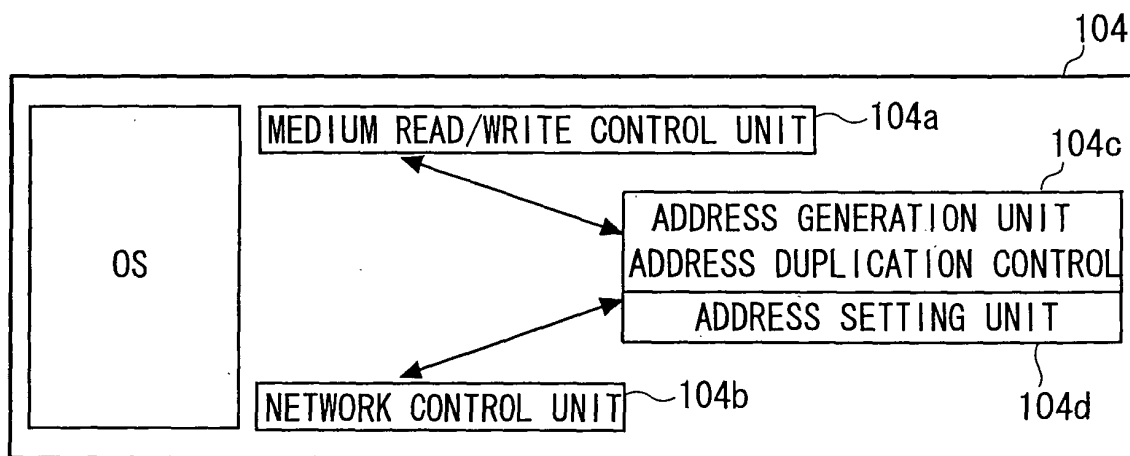 104
MEDIUM READ/WRITE CONTROL UNIT
104a
104c
ADDRESS GENERATION UNIT
OS
ADDRESS DUPLICATION CONTROL
ADDRESS SETTING UNIT
NETWORK CONTROL UNIT
104b
104d